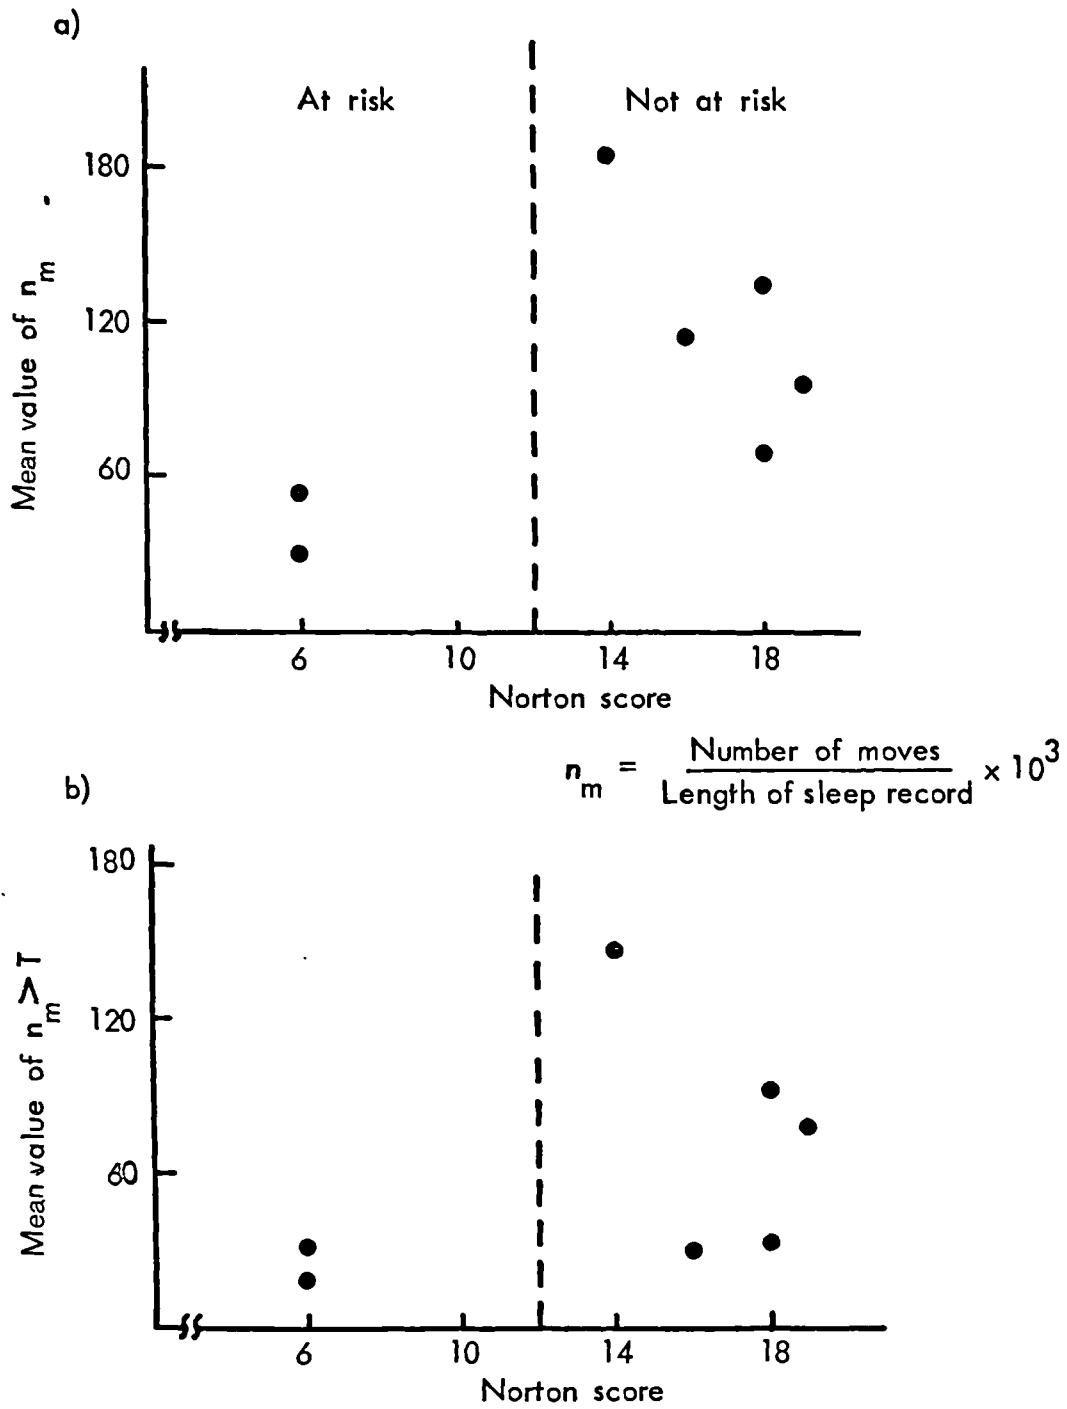 a)
At risk
Not at risk
180
120
60
Mean value of n_m
6
10
14
18
Norton score
n_m = Number of moves
Length of sleep record × 10³
b)
180
120
60
Mean value of n_m > T
6
10
14
18
Norton score